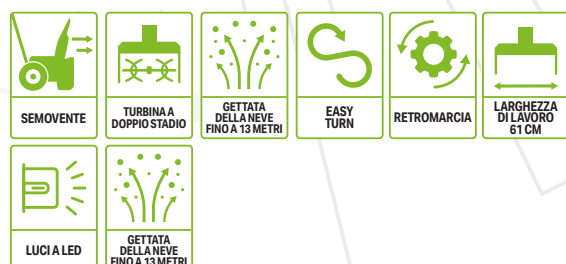 SEMOVENTE
TURBINA A
DOPPIO STADIO
GETTATA
DELLA NEVE
FINO A 13 METRI
EASY
TURN
RETROMARCIA
LARGHEZZA
DI LAVORO
61 CM
LUCI A LED
GETTATA
DELLA NEVE
FINO A 13 METRI